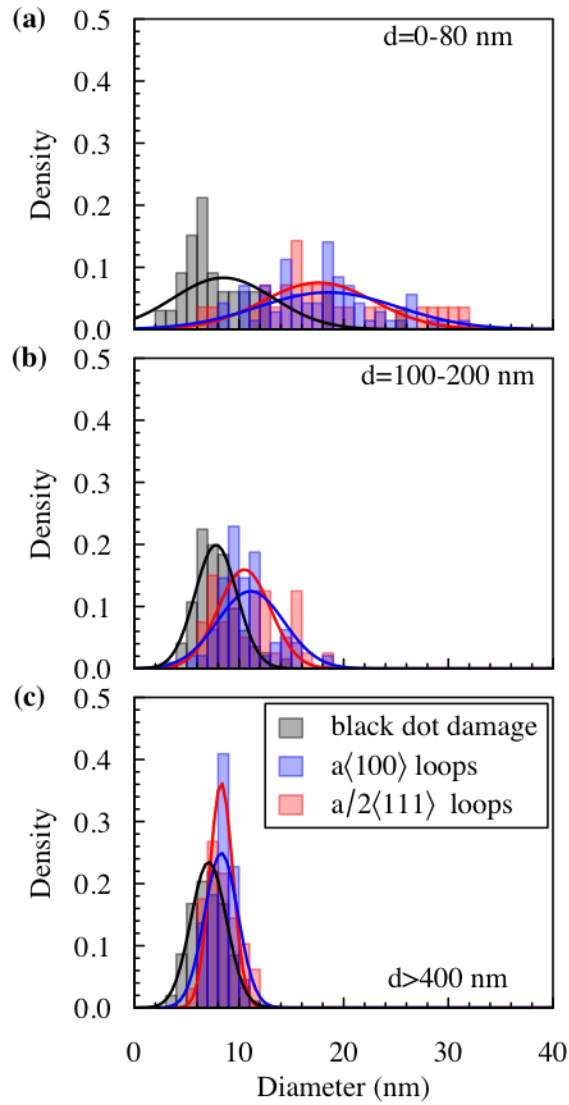 (a)
d=0-80 nm
0.5
0.4
0.3
0.2
0.1
0.0
Density
(b)
d=100-200 nm
0.5
0.4
0.3
0.2
0.1
0.0
Density
(c)
black dot damage
a⟨100⟩ loops
a/2⟨111⟩ loops
d>400 nm
0.5
0.4
0.3
0.2
0.1
0.0
Density
0 10 20 30 40
Diameter (nm)